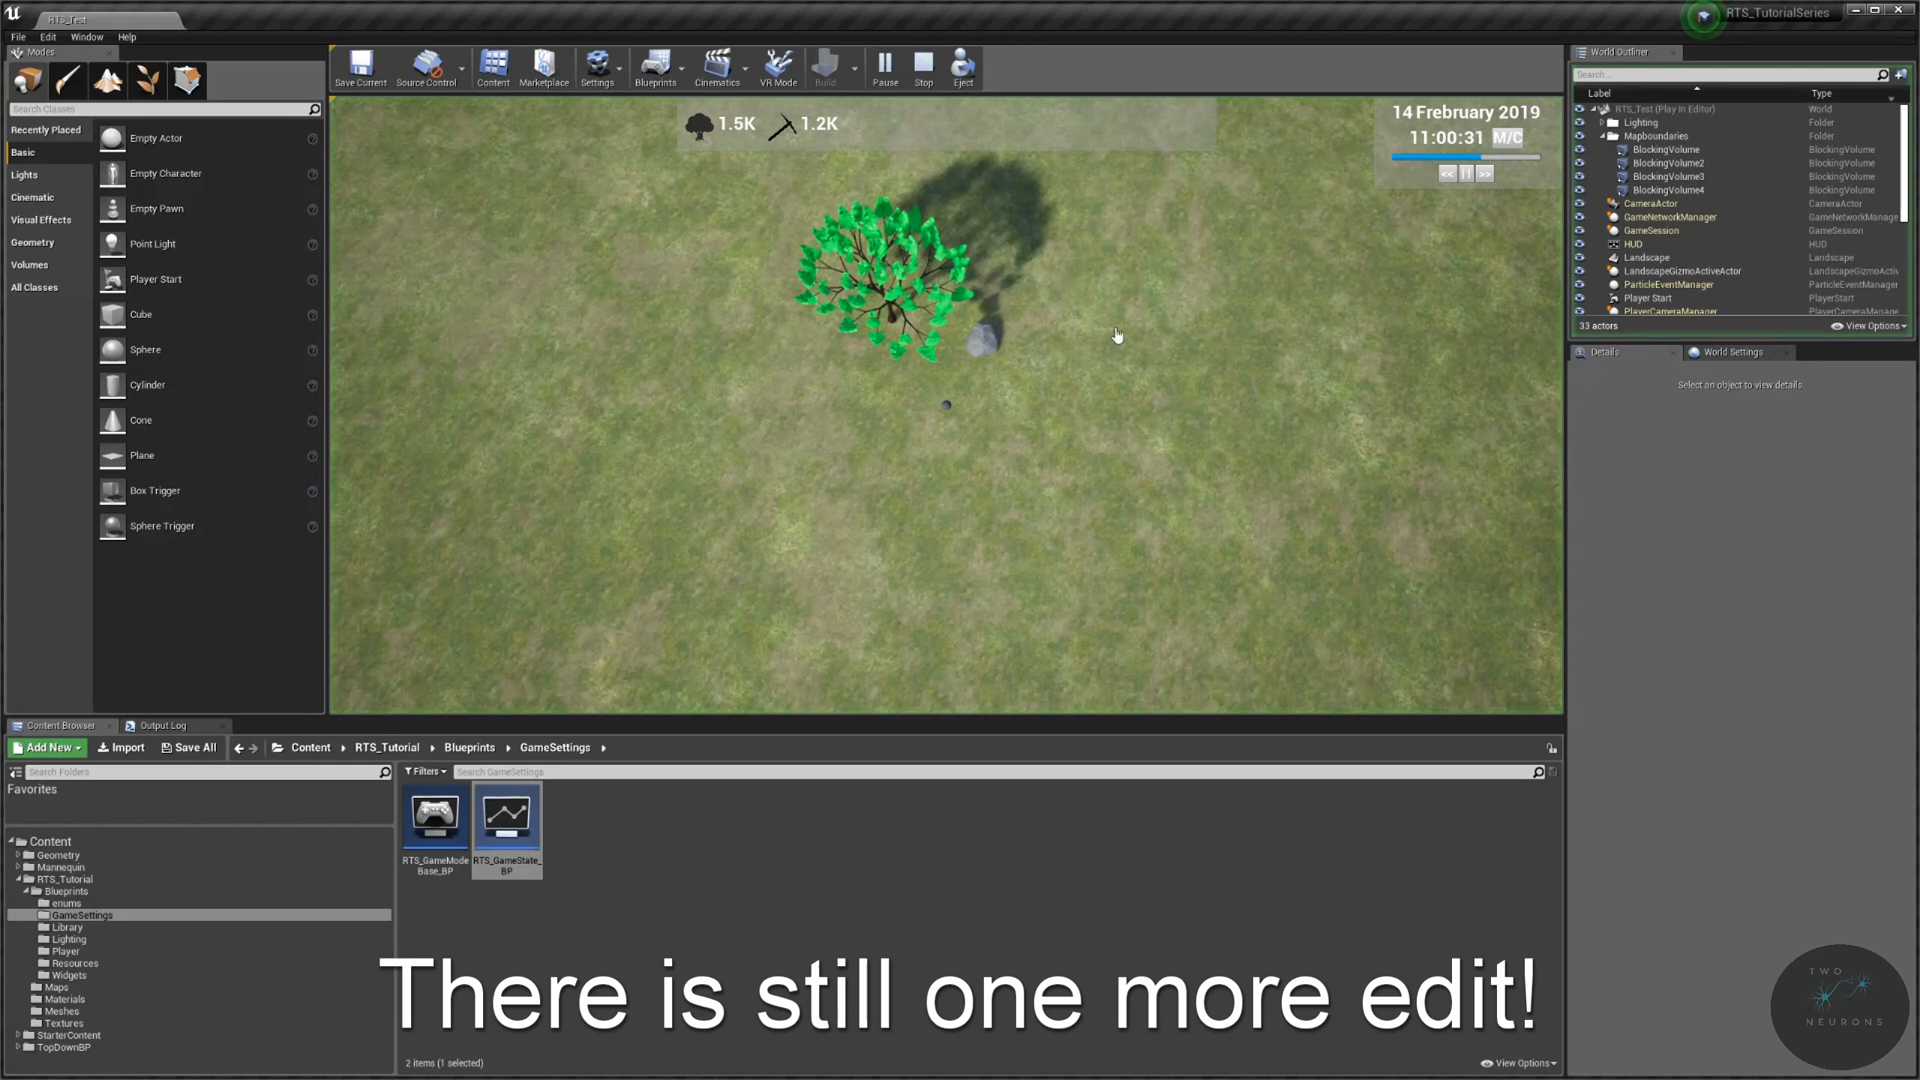 RTS_Test
RTS_TutorialSeries
File Edit Window Help
Modes
Search Classes
Recently Placed
Basic
Lights
Cinematic
Visual Effects
Geometry
Volumes
All Classes
Empty Actor
Empty Character
Empty Pawn
Point Light
Player Start
Cube
Sphere
Cylinder
Cone
Plane
Box Trigger
Sphere Trigger
Save Current Source Control Content Marketplace Settings Blueprints Cinematics VR Mode Build Pause Stop Eject
1.5K 1.2K
14 Frebruary 2019
11:00:31 M/C
<< || >>
World Outliner
Search...
Label Type
RTS_Test (Play In Editor) World
Lighting Folder
Mapboundaries Folder
BlockingVolume BlockingVolume
BlockingVolume2 BlockingVolume
BlockingVolume3 BlockingVolume
BlockingVolume4 BlockingVolume
CameraActor CameraActor
GameNetworkManager GameNetworkManage
GameSession GameSession
HUD HUD
Landscape Landscape
LandscapeGizmoActiveActor LandscapeGizmoActiv
ParticleEventManager ParticleEventManager
Player Start PlayerStart
PlayerCameraManager PlayerCameraManage
33 actors View Options
Details World Settings
Select an object to view details.
Content Browser Output Log
Add New Import Save All Content RTS_Tutorial Blueprints GameSettings
Search Folders
Favorites
Filters Search GameSettings
Content
Geometry
Mannequin
RTS_Tutorial
Blueprints
enums
GameSettings
Library
Lighting
Player
Resources
Widgets
Maps
Materials
Meshes
Textures
StarterContent
TopDownBP
RTS_GameMode
Base_BP
RTS_GameState_
BP
There is still one more edit!
2 items (1 selected) View Options
TWO
NEURONS